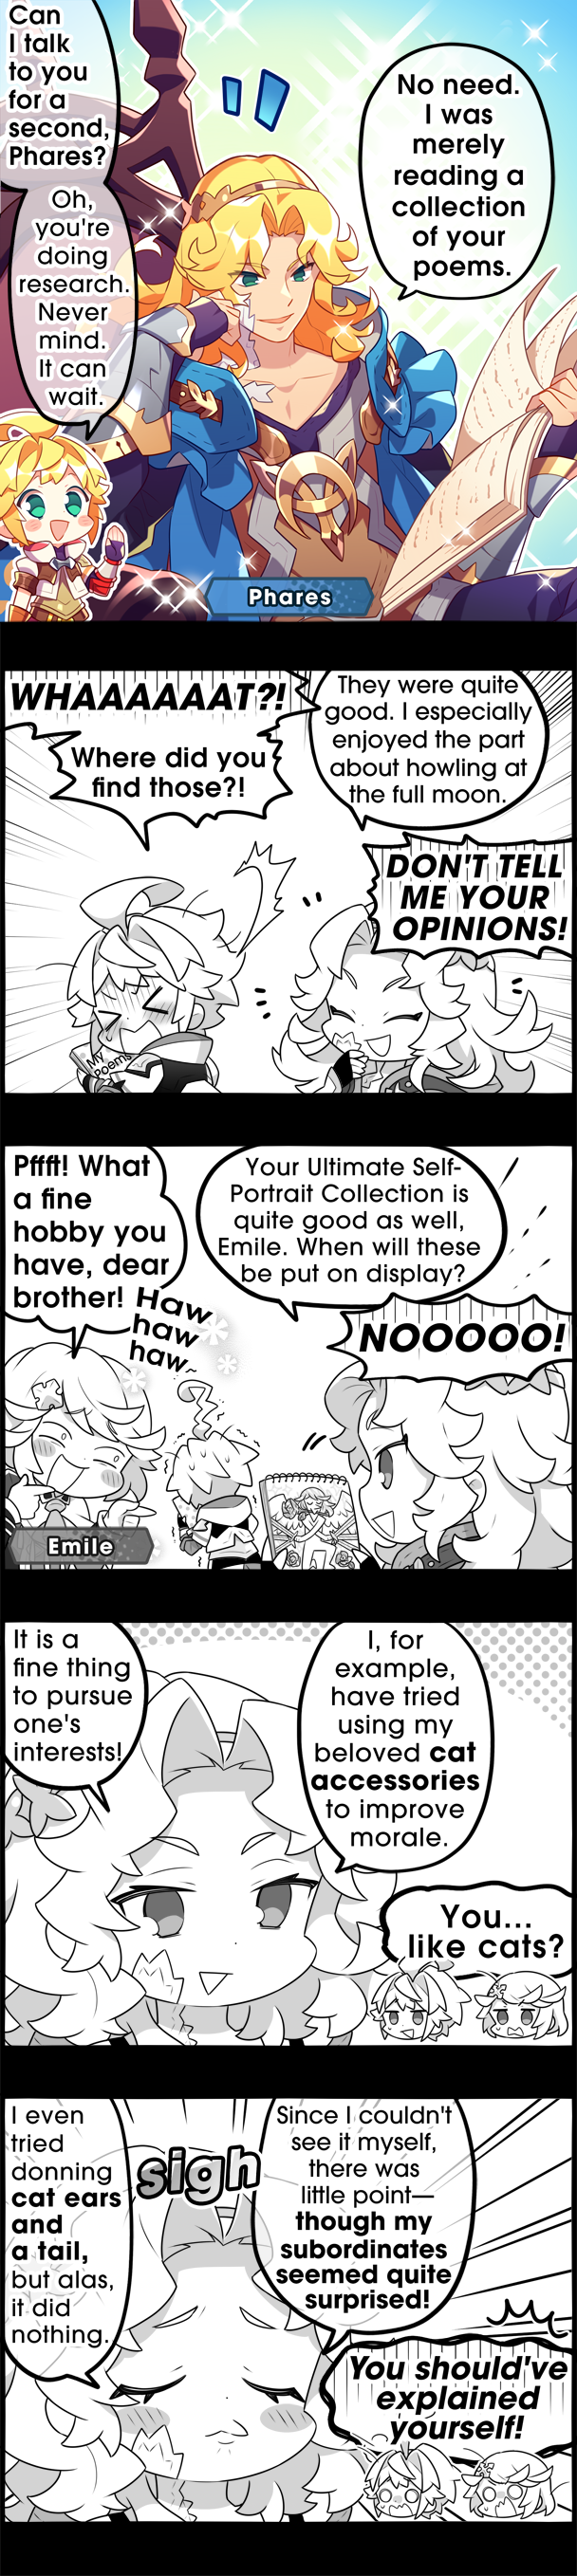 Can
I talk
to you
for a
second,
Phares?
Oh,
you're
doing
research.
Never
mind.
It can
wait.
No need.
I was
merely
reading a
collection
of your
poems.
Phares
WHAAAAAAT?!
Where did you
find those?!
They were quite
good. I especially
enjoyed the part
about howling at
the full moon.
DON'T TELL
ME YOUR
OPINIONS!
My
Poems
Pffft! What
a fine
hobby you
have, dear
brother!
Haw
haw
haw~
Your Ultimate Self-
Portrait Collection is
quite good as well,
Emile. When will these
be put on display?
NOOOOO!
Emile
It is a
fine thing
to pursue
one's
interests!
I, for
example,
have tried
using my
beloved cat
accessories
to improve
morale.
You...
like cats?
I even
tried
donning
cat ears
and
a tail,
but alas,
it did
nothing.
sigh
Since I couldn't
see it myself,
there was
little point—
though my
subordinates
seemed quite
surprised!
You should've
explained
yourself!